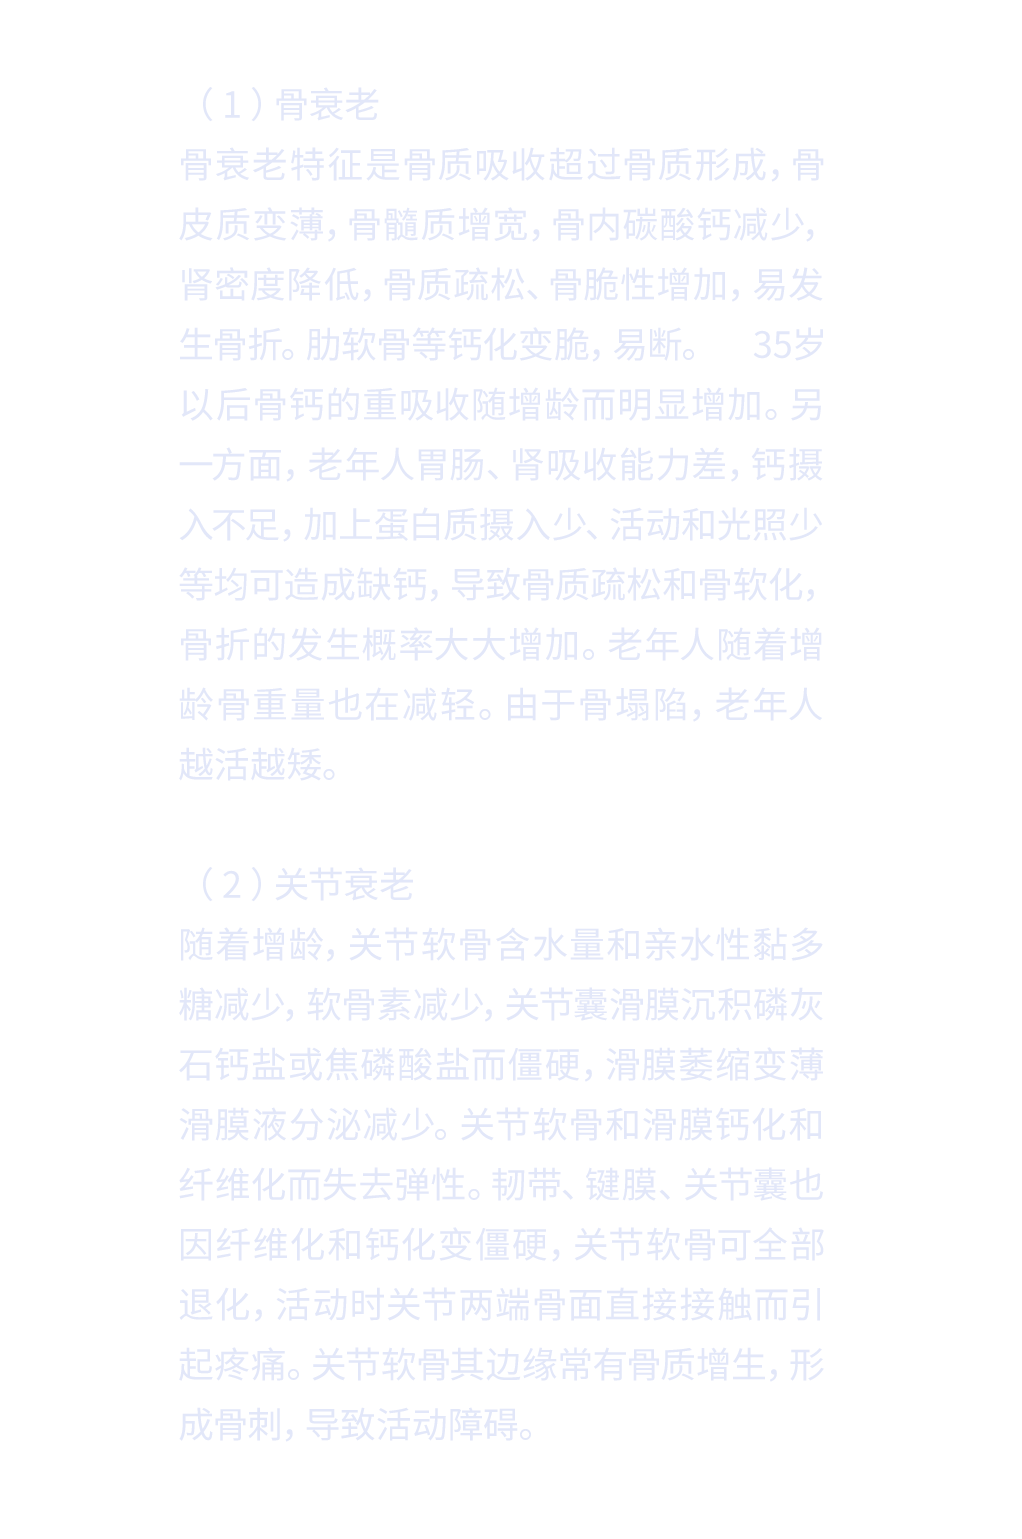 （1）骨衰老
骨衰老特征是骨质吸收超过骨质形成，骨
皮质变薄，骨髓质增宽，骨内碳酸钙减少，
肾密度降低，骨质疏松、骨脆性增加，易发
生骨折。肋软骨等钙化变脆，易断。　35岁
以后骨钙的重吸收随增龄而明显增加。另
一方面，老年人胃肠、肾吸收能力差，钙摄
入不足，加上蛋白质摄入少、活动和光照少
等均可造成缺钙，导致骨质疏松和骨软化，
骨折的发生概率大大增加。老年人随着增
龄骨重量也在减轻。由于骨塌陷，老年人
越活越矮。
（2）关节衰老
随着增龄，关节软骨含水量和亲水性黏多
糖减少，软骨素减少，关节囊滑膜沉积磷灰
石钙盐或焦磷酸盐而僵硬，滑膜萎缩变薄
滑膜液分泌减少。关节软骨和滑膜钙化和
纤维化而失去弹性。韧带、键膜、关节囊也
因纤维化和钙化变僵硬，关节软骨可全部
退化，活动时关节两端骨面直接接触而引
起疼痛。关节软骨其边缘常有骨质增生，形
成骨刺，导致活动障碍。